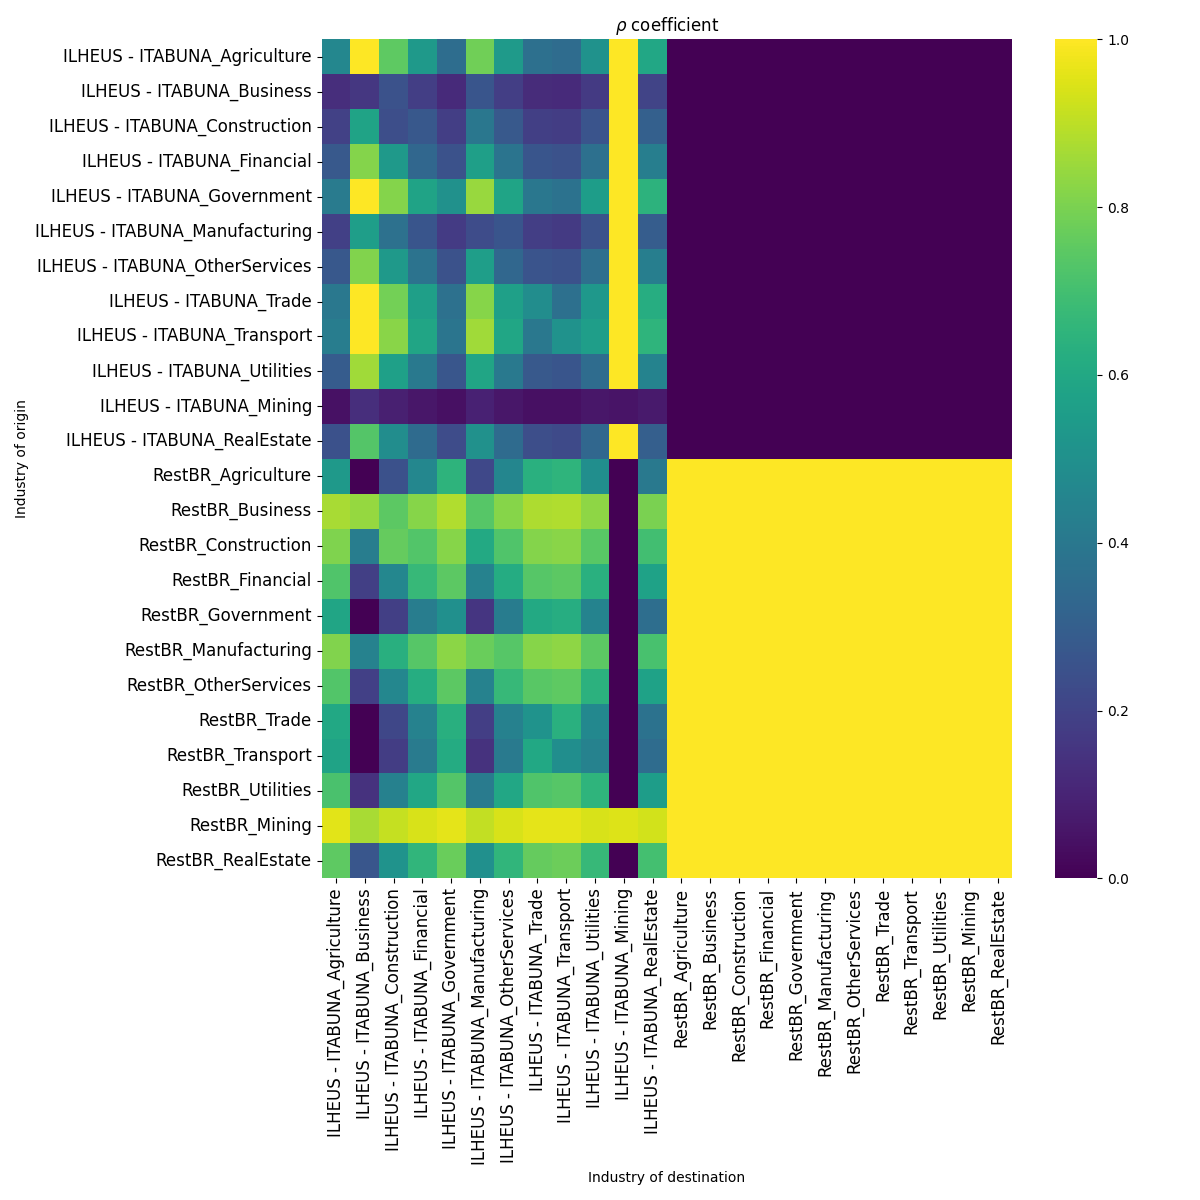 ρ coefficient
ILHEUS - ITABUNA_Agriculture
ILHEUS - ITABUNA_Business
ILHEUS - ITABUNA_Construction
ILHEUS - ITABUNA_Financial
ILHEUS - ITABUNA_Government
ILHEUS - ITABUNA_Manufacturing
ILHEUS - ITABUNA_OtherServices
ILHEUS - ITABUNA_Trade
ILHEUS - ITABUNA_Transport
ILHEUS - ITABUNA_Utilities
ILHEUS - ITABUNA_Mining
ILHEUS - ITABUNA_RealEstate
RestBR_Agriculture
RestBR_Business
RestBR_Construction
RestBR_Financial
RestBR_Government
RestBR_Manufacturing
RestBR_OtherServices
RestBR_Trade
RestBR_Transport
RestBR_Utilities
RestBR_Mining
RestBR_RealEstate
Industry of origin
ILHEUS - ITABUNA_Agriculture
ILHEUS - ITABUNA_Business
ILHEUS - ITABUNA_Construction
ILHEUS - ITABUNA_Financial
ILHEUS - ITABUNA_Government
ILHEUS - ITABUNA_Manufacturing
ILHEUS - ITABUNA_OtherServices
ILHEUS - ITABUNA_Trade
ILHEUS - ITABUNA_Transport
ILHEUS - ITABUNA_Utilities
ILHEUS - ITABUNA_Mining
ILHEUS - ITABUNA_RealEstate
RestBR_Agriculture
RestBR_Business
RestBR_Construction
RestBR_Financial
RestBR_Government
RestBR_Manufacturing
RestBR_OtherServices
RestBR_Trade
RestBR_Transport
RestBR_Utilities
RestBR_Mining
RestBR_RealEstate
Industry of destination
1.0
0.8
0.6
0.4
0.2
0.0